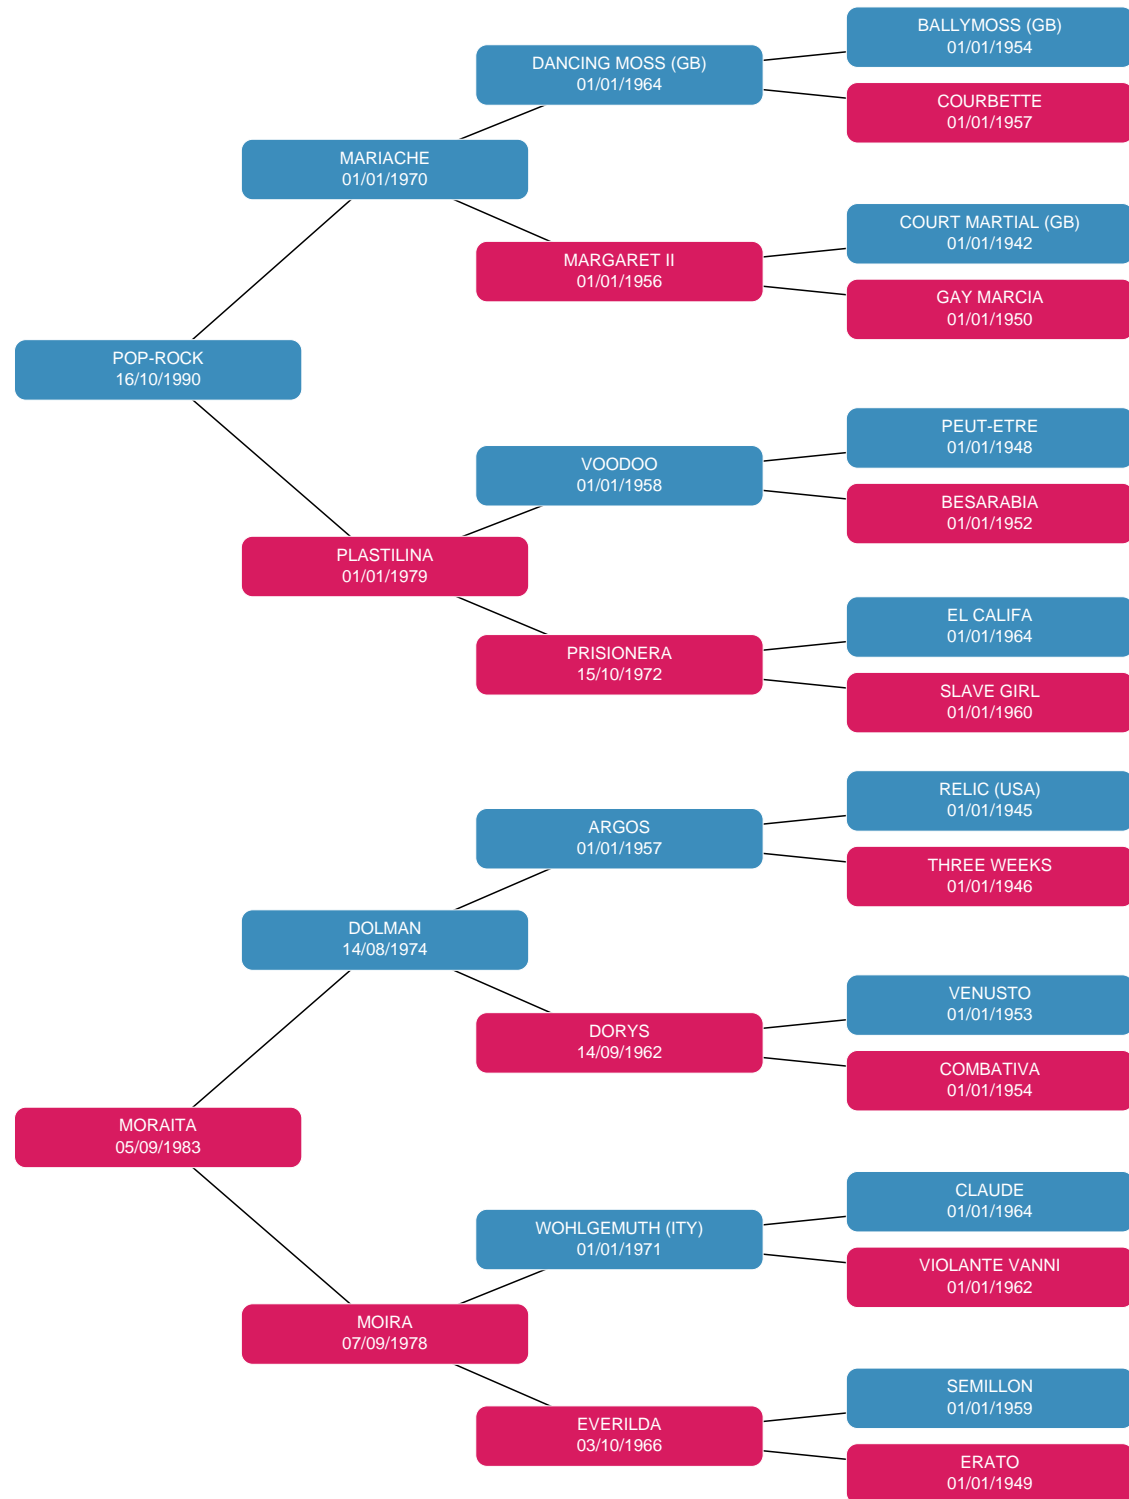 BALLYMOSS (GB)
01/01/1954
DANCING MOSS (GB)
01/01/1964
COURBETTE
01/01/1957
MARIACHE
01/01/1970
COURT MARTIAL (GB)
01/01/1942
MARGARET II
01/01/1956
GAY MARCIA
01/01/1950
POP-ROCK
16/10/1990
PEUT-ETRE
01/01/1948
VOODOO
01/01/1958
BESARABIA
01/01/1952
PLASTILINA
01/01/1979
EL CALIFA
01/01/1964
PRISIONERA
15/10/1972
SLAVE GIRL
01/01/1960
RELIC (USA)
01/01/1945
ARGOS
01/01/1957
THREE WEEKS
01/01/1946
DOLMAN
14/08/1974
VENUSTO
01/01/1953
DORYS
14/09/1962
COMBATIVA
01/01/1954
MORAITA
05/09/1983
CLAUDE
01/01/1964
WOHLGEMUTH (ITY)
01/01/1971
VIOLANTE VANNI
01/01/1962
MOIRA
07/09/1978
SEMILLON
01/01/1959
EVERILDA
03/10/1966
ERATO
01/01/1949